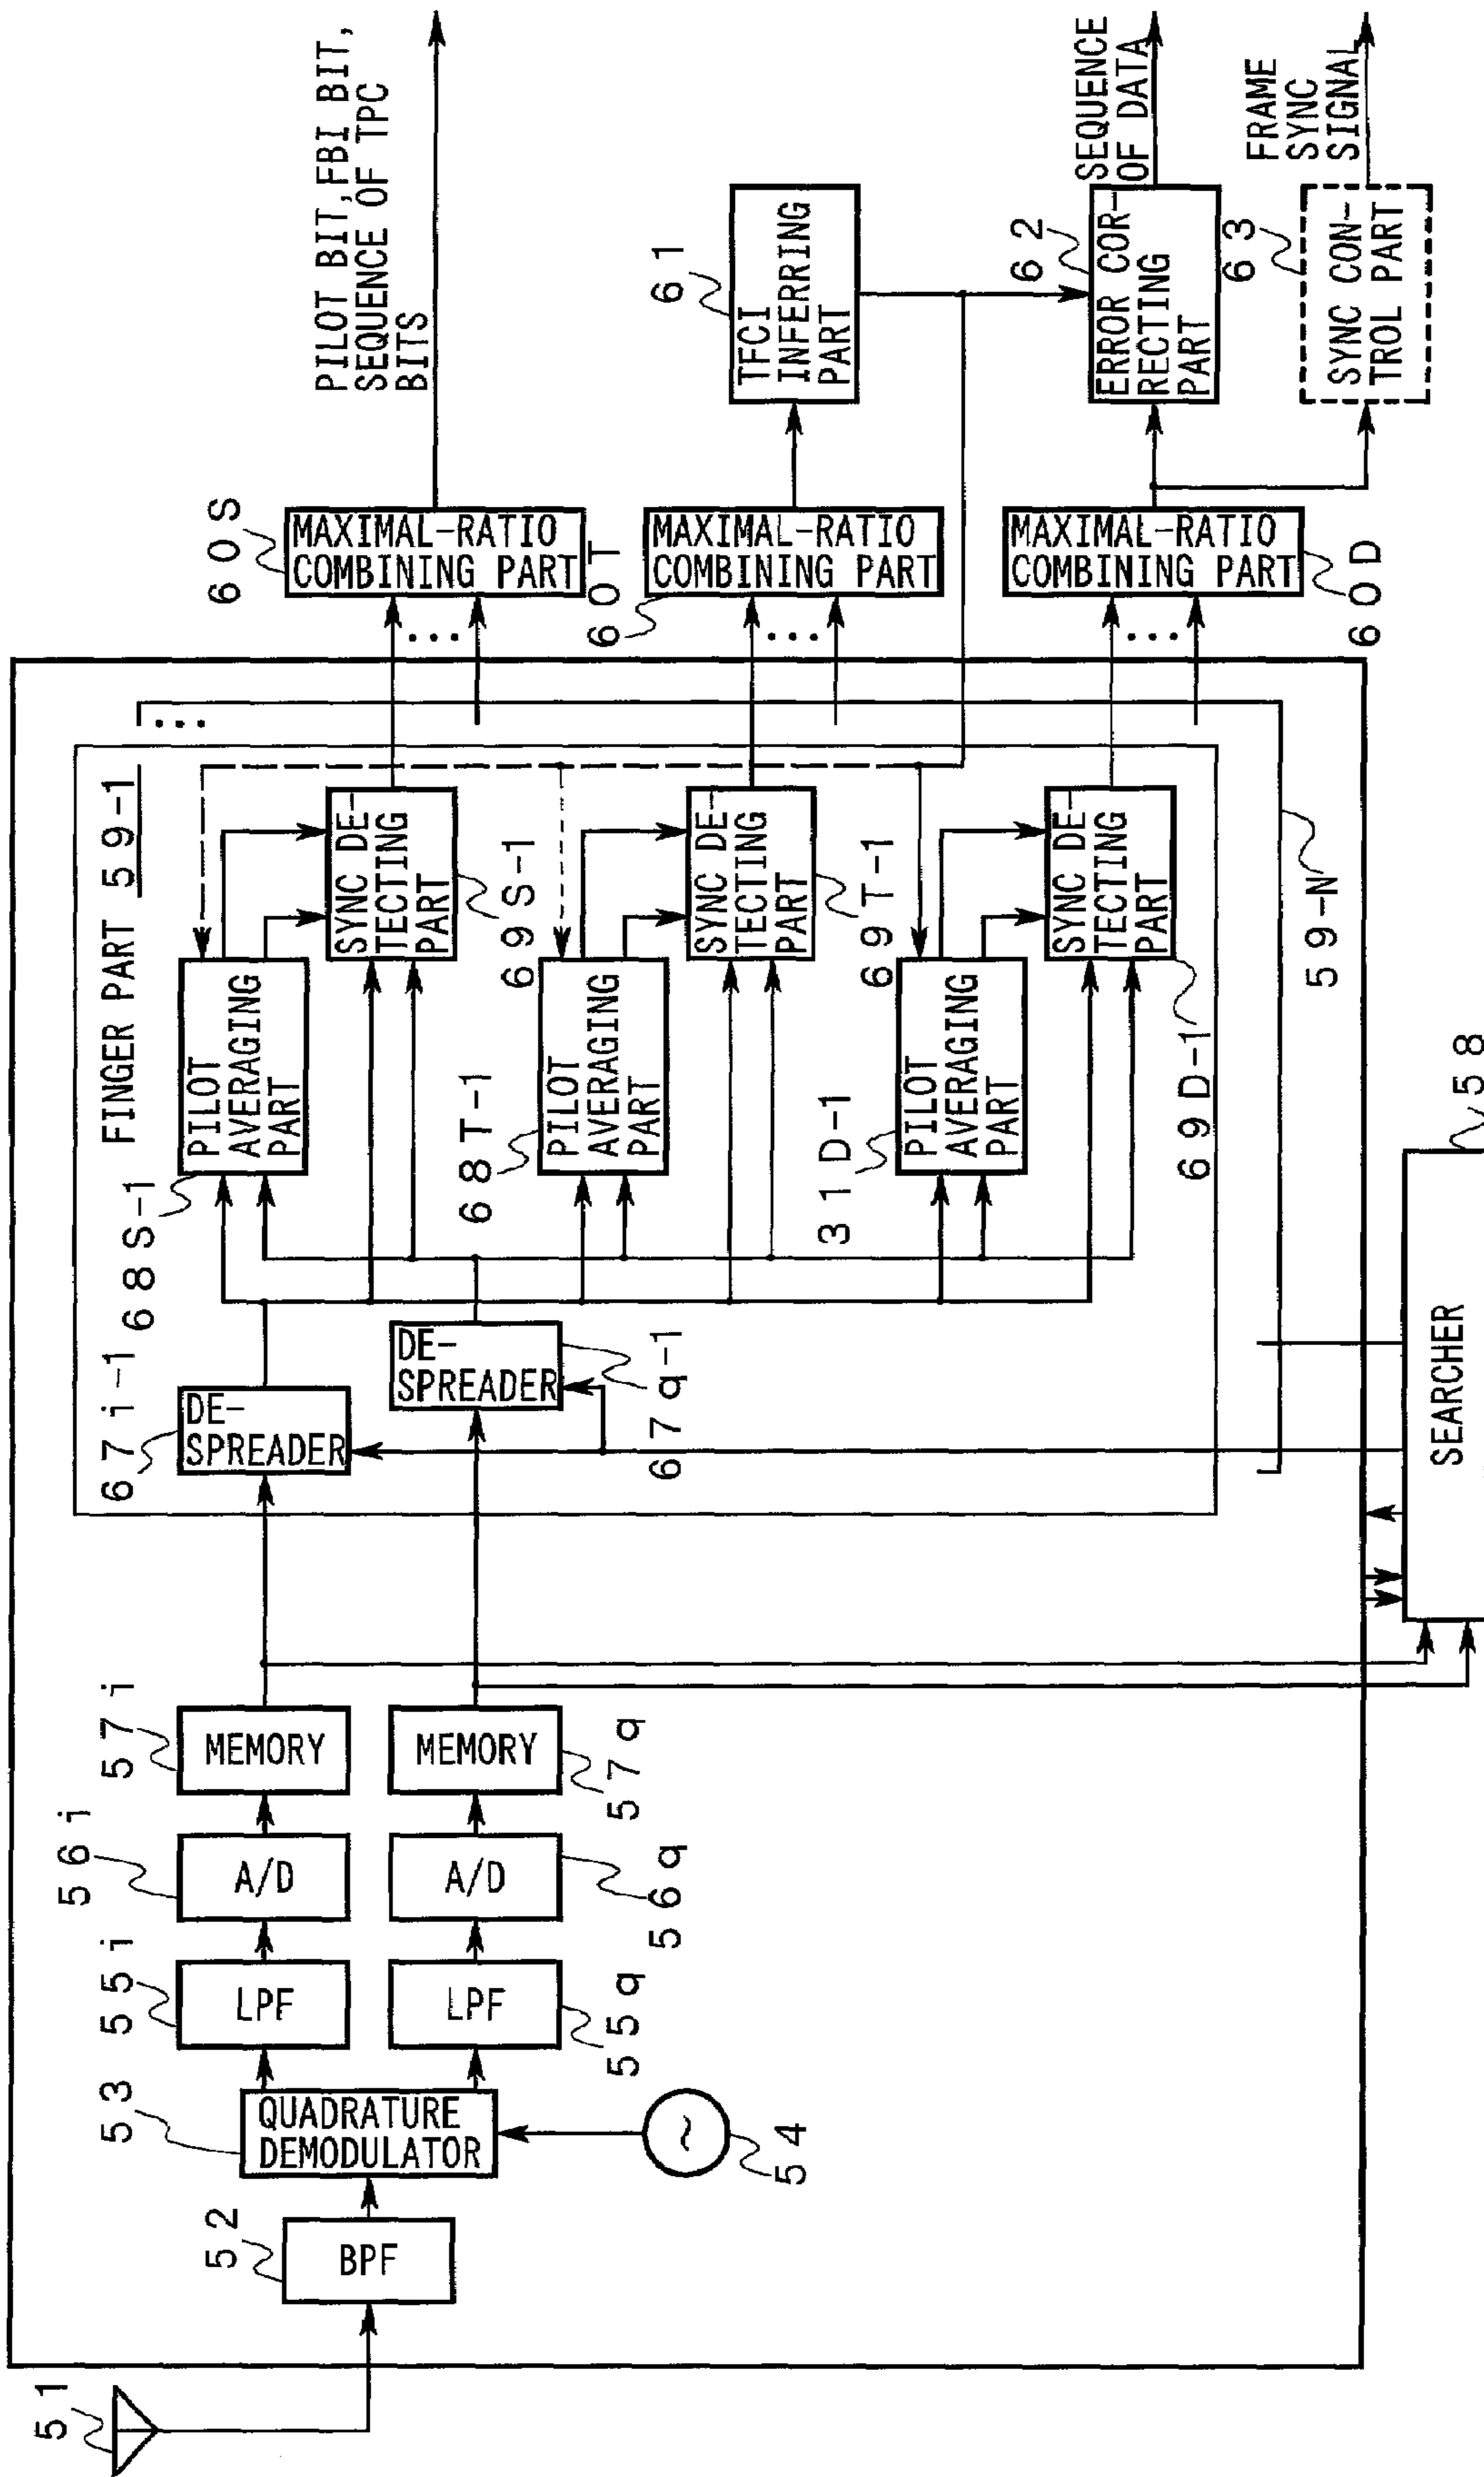 51
52
BPF
53
QUADRATURE
DEMODULATOR
54
~
55i
LPF
55q
LPF
56i
A/D
56q
A/D
57i
MEMORY
57q
MEMORY
67i-1
DE-
SPREADER
67q-1
DE-
SPREADER
FINGER PART 59-1
...
68S-1
PILOT
AVERAGING
PART
69S-1
SYNC DE-
TECTING
PART
68T-1
PILOT
AVERAGING
PART
69T-1
SYNC DE-
TECTING
PART
31D-1
PILOT
AVERAGING
PART
69D-1
SYNC DE-
TECTING
PART
59-N
58
SEARCHER
60S
MAXIMAL-RATIO
COMBINING PART
...
60T
MAXIMAL-RATIO
COMBINING PART
...
60D
MAXIMAL-RATIO
COMBINING PART
...
PILOT BIT,FBI BIT,
SEQUENCE OF TPC
BITS
61
TFCI
INFERRING
PART
62
ERROR COR-
RECTING
PART
SEQUENCE
OF DATA
63
SYNC CON-
TROL PART
FRAME
SYNC
SIGNAL